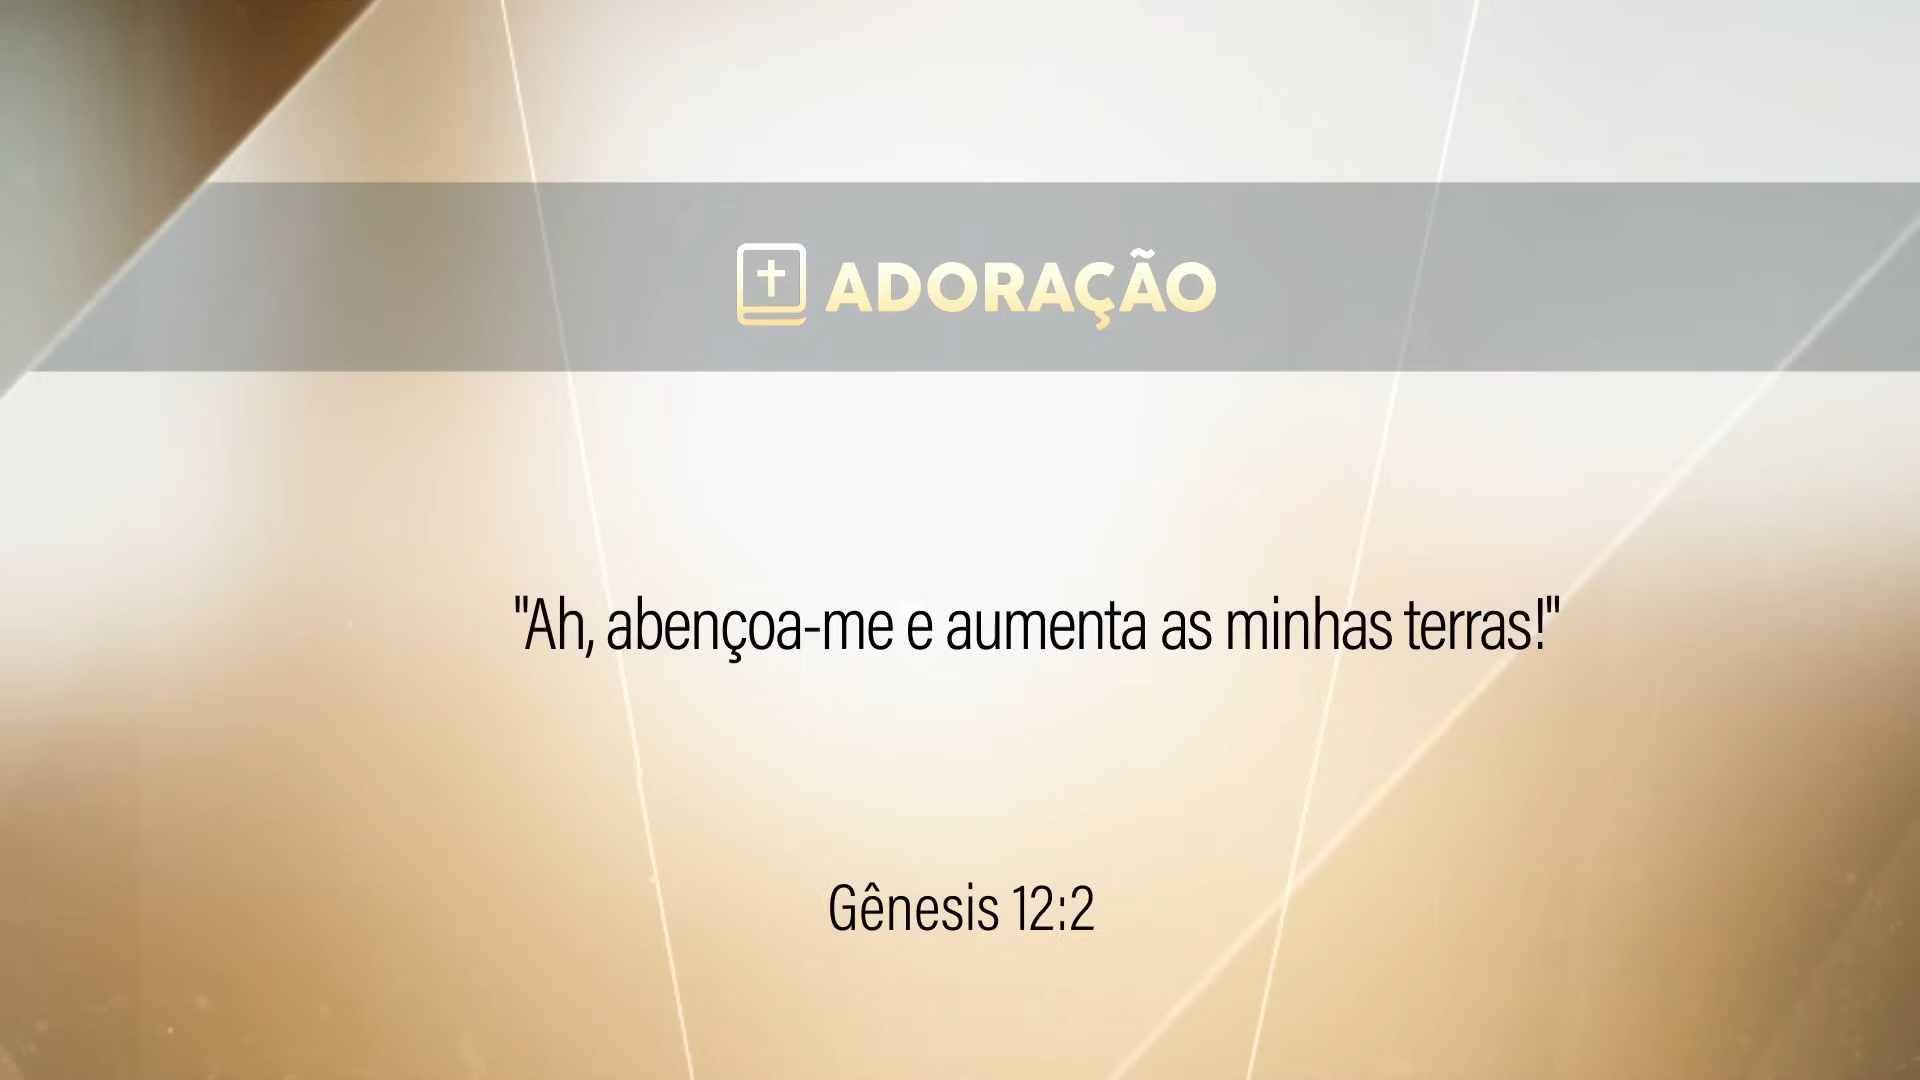 ADORAÇÃO
"Ah, abençoa-me e aumenta as minhas terras!"
Gênesis 12:2